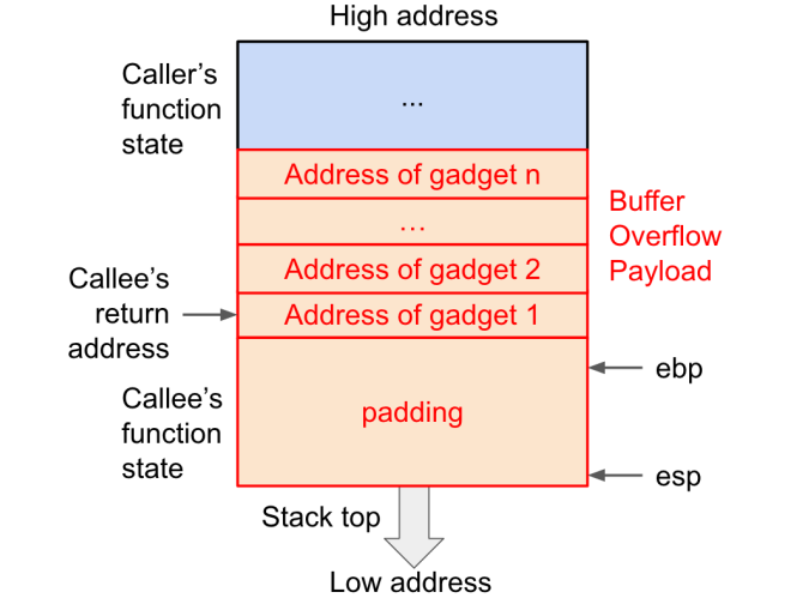 High address
Caller's
function
state
...
Address of gadget n
...
Address of gadget 2
Address of gadget 1
Buffer
Overflow
Payload
Callee's
return
address
ebp
Callee's
function
state
padding
esp
Stack top
Low address